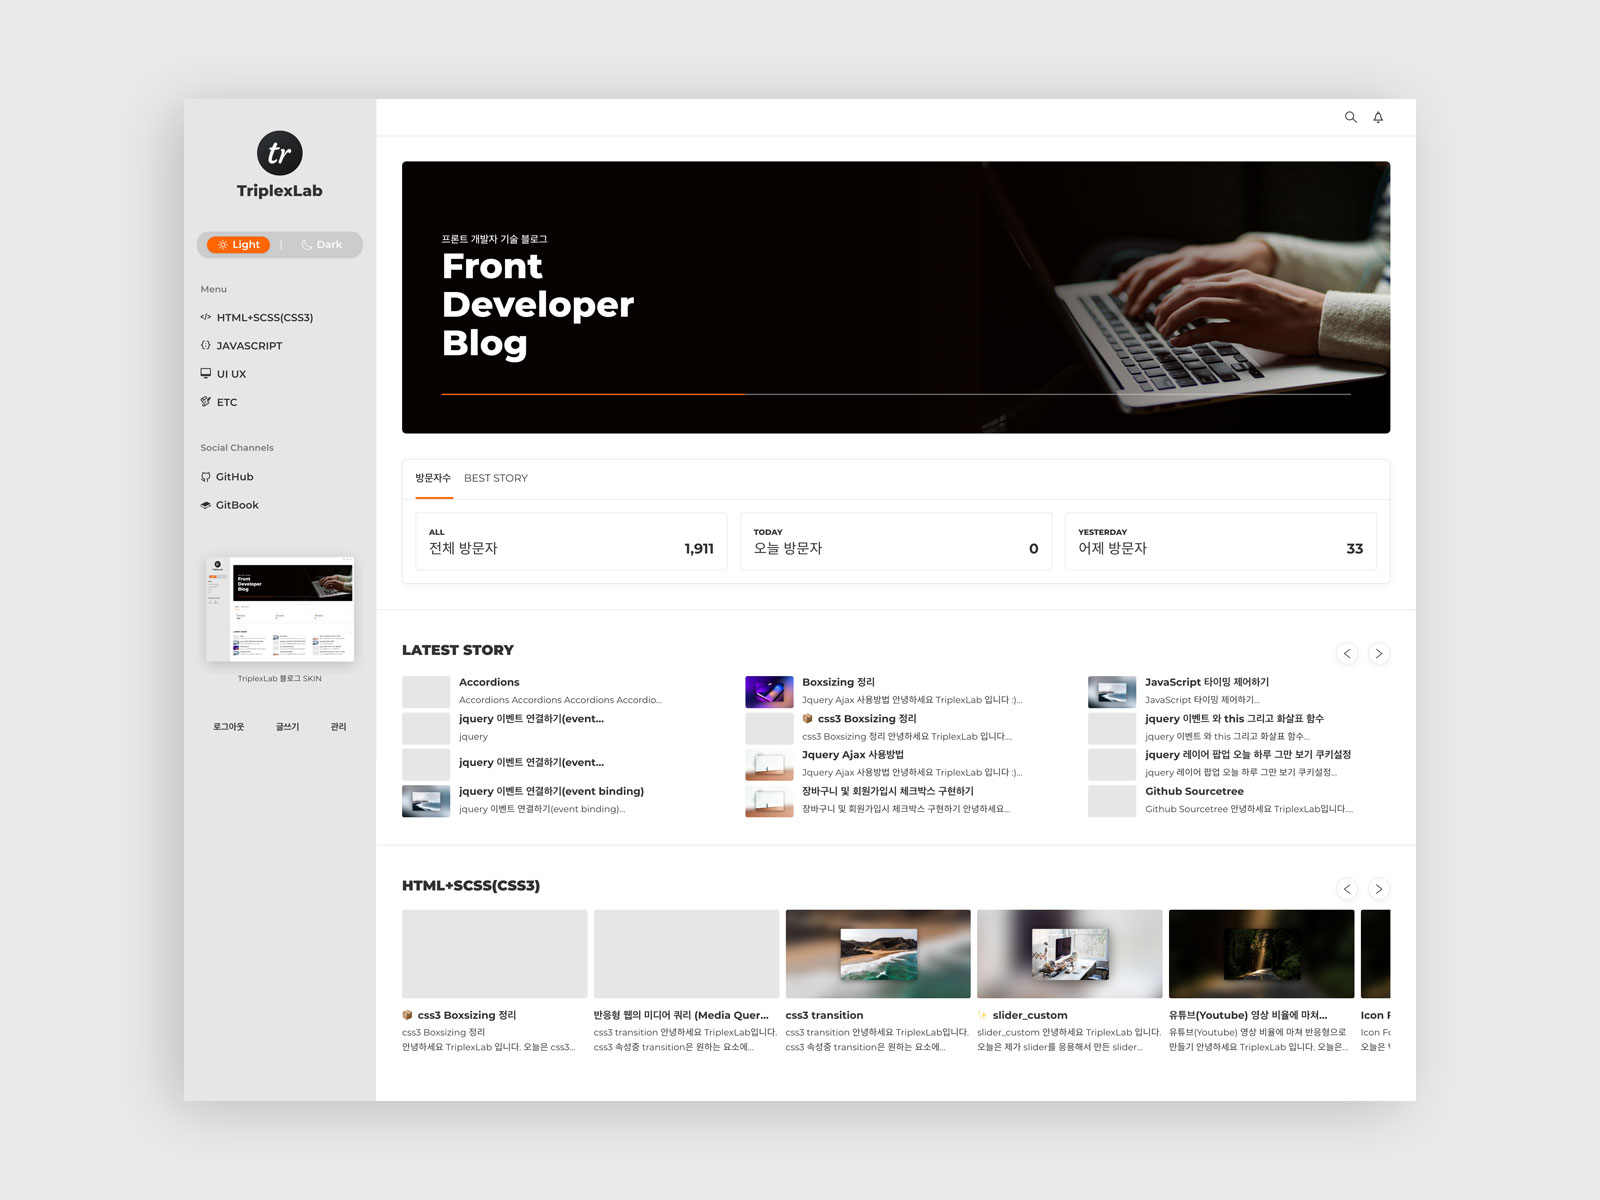 tr
TriplexLab
Light | Dark
Menu
HTML+SCSS(CSS3)
JAVASCRIPT
UI UX
ETC
Social Channels
GitHub
GitBook
Front
Developer
Blog
TriplexLab 블로그 SKIN
로그아웃
글쓰기
관리
프론트 개발자 기술 블로그
Front
Developer
Blog
방문자수
BEST STORY
ALL
전체 방문자
1,911
TODAY
오늘 방문자
0
YESTERDAY
어제 방문자
33
LATEST STORY
Accordions
Accordions Accordions Accordions Accordio...
jquery 이벤트 연결하기(event...
jquery
jquery 이벤트 연결하기(event...
jquery 이벤트 연결하기(event binding)
jquery 이벤트 연결하기(event binding)...
Boxsizing 정리
Jquery Ajax 사용방법 안녕하세요 TriplexLab 입니다 :)...
📦 css3 Boxsizing 정리
css3 Boxsizing 정리 안녕하세요 TriplexLab 입니다....
Jquery Ajax 사용방법
Jquery Ajax 사용방법 안녕하세요 TriplexLab 입니다 :)...
장바구니 및 회원가입시 체크박스 구현하기
장바구니 및 회원가입시 체크박스 구현하기 안녕하세요...
JavaScript 타이밍 제어하기
JavaScript 타이밍 제어하기...
jquery 이벤트 와 this 그리고 화살표 함수
jquery 이벤트 와 this 그리고 화살표 함수...
jquery 레이어 팝업 오늘 하루 그만 보기 쿠키설정
jquery 레이어 팝업 오늘 하루 그만 보기 쿠키설정...
Github Sourcetree
Github Sourcetree 안녕하세요 TriplexLab입니다....
HTML+SCSS(CSS3)
📦 css3 Boxsizing 정리
css3 Boxsizing 정리
안녕하세요 TriplexLab 입니다. 오늘은 css3...
반응형 웹의 미디어 쿼리 (Media Quer...
css3 transition 안녕하세요 TriplexLab입니다.
css3 속성중 transition은 원하는 요소에...
css3 transition
css3 transition 안녕하세요 TriplexLab입니다.
css3 속성중 transition은 원하는 요소에...
✨ slider_custom
slider_custom 안녕하세요 TriplexLab 입니다.
오늘은 제가 slider를 응용해서 만든 slider...
유튜브(Youtube) 영상 비율에 마쳐...
유튜브(Youtube) 영상 비율에 마쳐 반응형으로
만들기 안녕하세요 TriplexLab 입니다. 오늘은...
Icon
Icon
오늘은